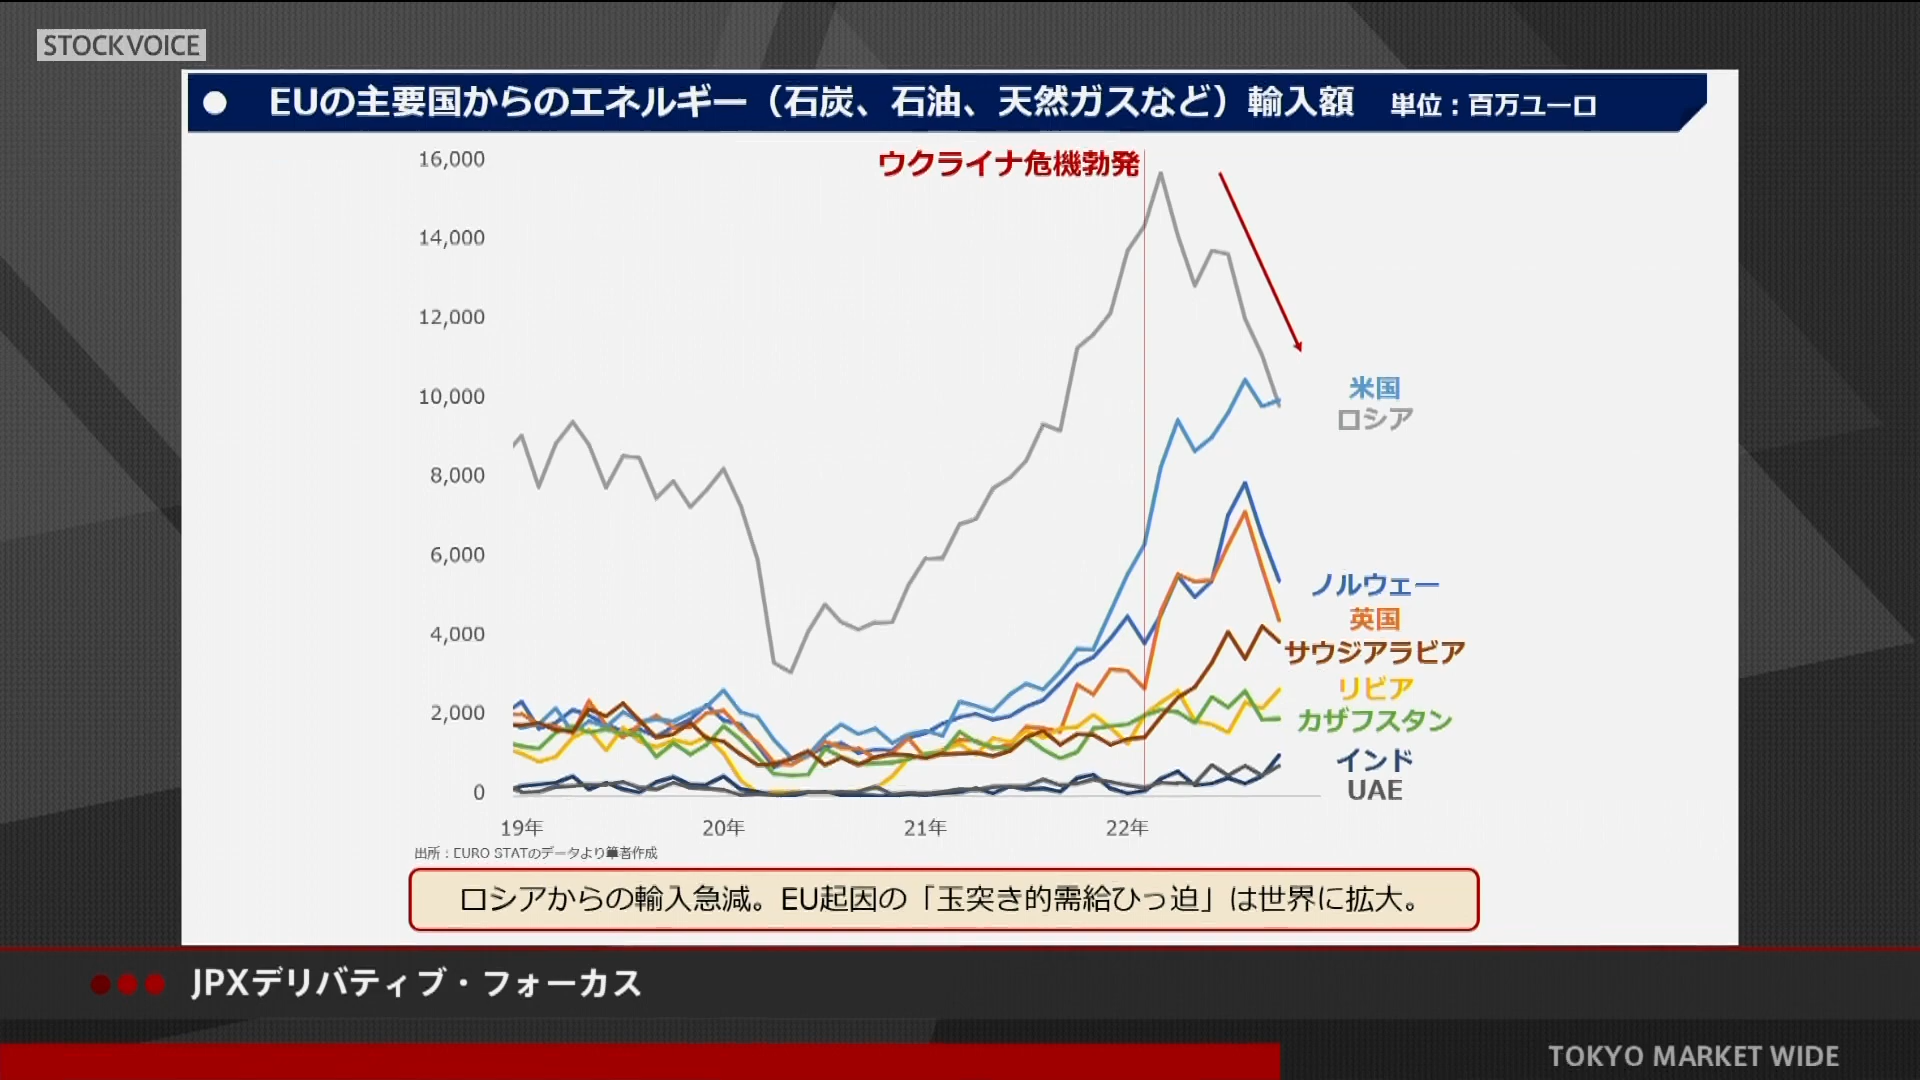 STOCKVOICE
● EUの主要国からのエネルギー（石炭、石油、天然ガスなど）輸入額 単位：百万ユーロ
ウクライナ危機勃発
16,000
14,000
12,000
10,000
8,000
6,000
4,000
2,000
0
米国
ロシア
ノルウェー
英国
サウジアラビア
リビア
カザフスタン
インド
UAE
19年 20年 21年 22年
出所：EURO STATのデータより筆者作成
ロシアからの輸入急減。EU起因の「玉突き的需給ひっ迫」は世界に拡大。
JPXデリバティブ・フォーカス
TOKYO MARKET WIDE